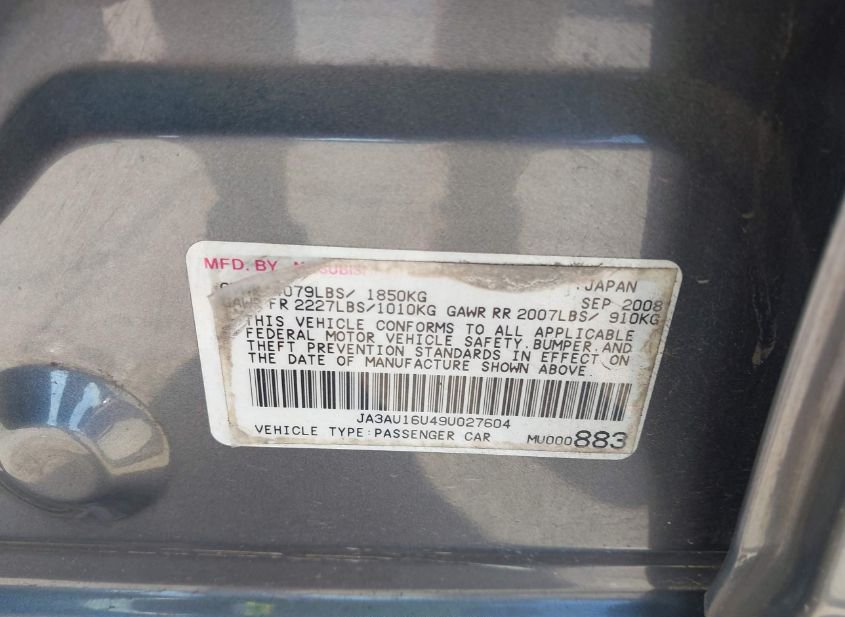 MFD. BY
.JAPAN
079LBS/ 1850KG
SEP 2008
GAWR FR 2227LBS/1010KG GAWR RR 2007LBS/ 910KG
THIS VEHICLE CONFORMS TO ALL APPLICABLE
FEDERAL MOTOR VEHICLE SAFETY.BUMPER.AND
THEFT PREVENTION STANDARDS IN EFFECT ON
THE DATE OF MANUFACTURE SHOWN ABOVE
JA3AU16U49U027604
VEHICLE TYPE:PASSENGER CAR
MU000883